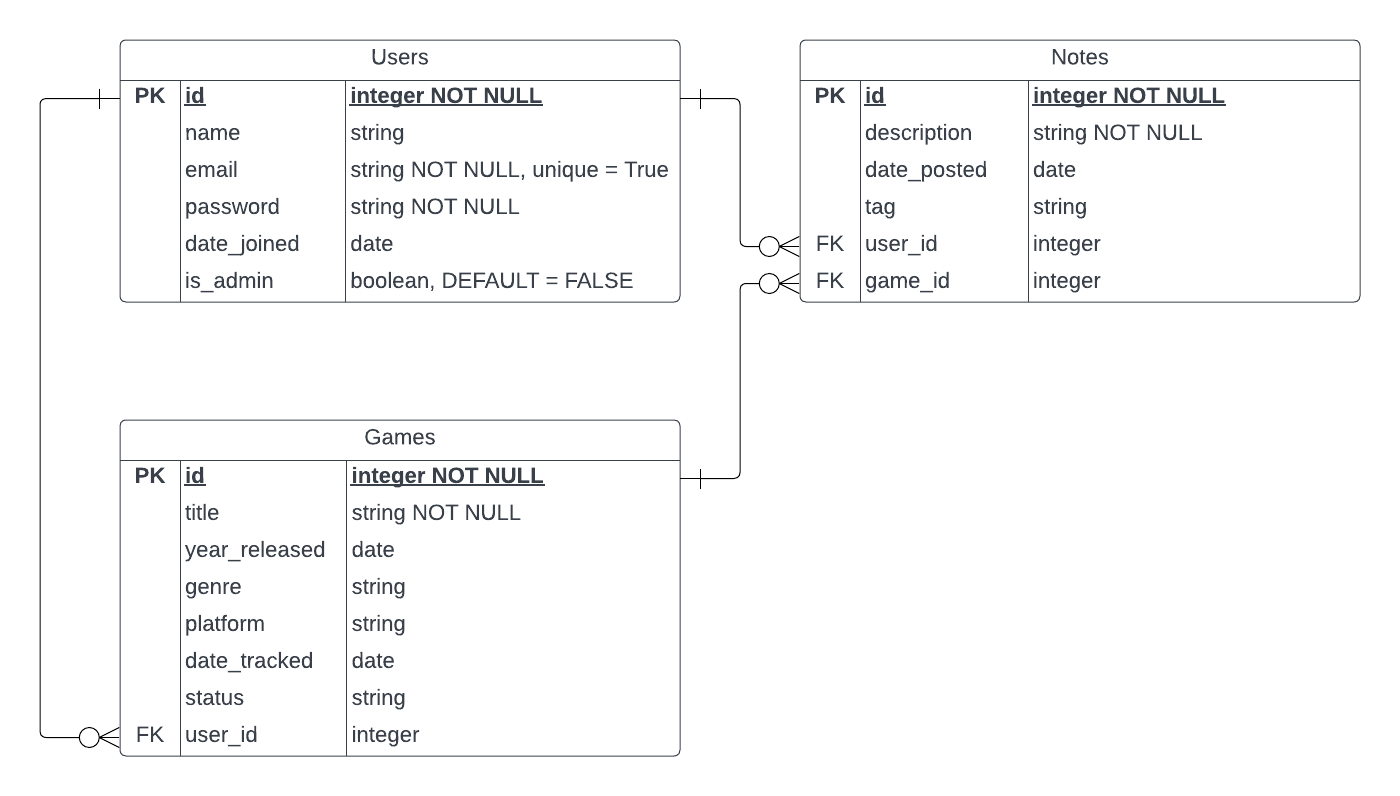 Users
PK id integer NOT NULL
name string
email string NOT NULL, unique = True
password string NOT NULL
date_joined date
is_admin boolean, DEFAULT = FALSE
Notes
PK id integer NOT NULL
description string NOT NULL
date_posted date
tag string
FK user_id integer
FK game_id integer
Games
PK id integer NOT NULL
title string NOT NULL
year_released date
genre string
platform string
date_tracked date
status string
FK user_id integer